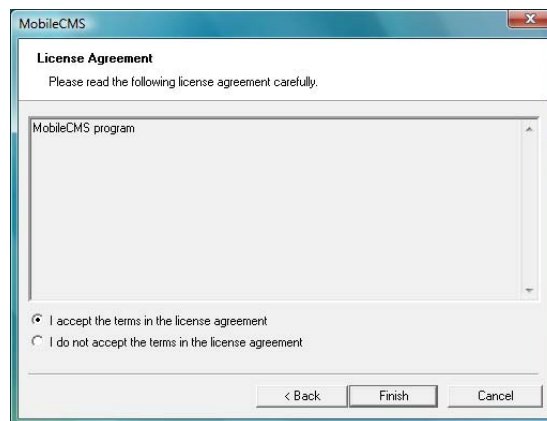 MobileCMS
License Agreement
Please read the following license agreement carefully.
MobileCMS program
I accept the terms in the license agreement
I do not accept the terms in the license agreement
< Back Finish Cancel